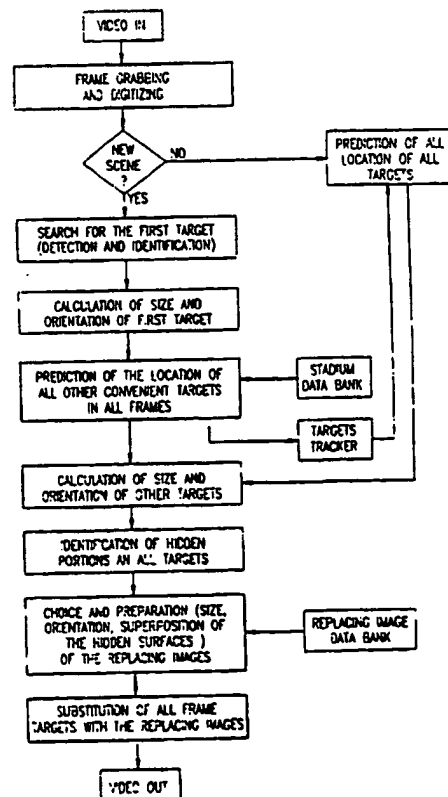 VIDEO IN
FRAME GRABBING
AND DIGITIZING
NEW
SCENE
?
NO
YES
PREDICTION OF ALL
LOCATION OF ALL
TARGETS
SEARCH FOR THE FIRST TARGET
(DETECTION AND IDENTIFICATION)
CALCULATION OF SIZE AND
ORIENTATION OF FIRST TARGET
PREDICTION OF THE LOCATION OF
ALL OTHER CONVENIENT TARGETS
IN ALL FRAMES
STADIUM
DATA BANK
TARGETS
TRACKER
CALCULATION OF SIZE AND
ORIENTATION OF OTHER TARGETS
IDENTIFICATION OF HIDDEN
PORTIONS AN ALL TARGETS
CHOICE AND PREPARATION (SIZE,
ORIENTATION, SUPERPOSITION OF
THE HIDDEN SURFACES )
OF THE REPLACING IMAGES
REPLACING IMAGE
DATA BANK
SUBSTITUTION OF ALL FRAME
TARGETS WITH THE REPLACING IMAGES
VIDEO OUT